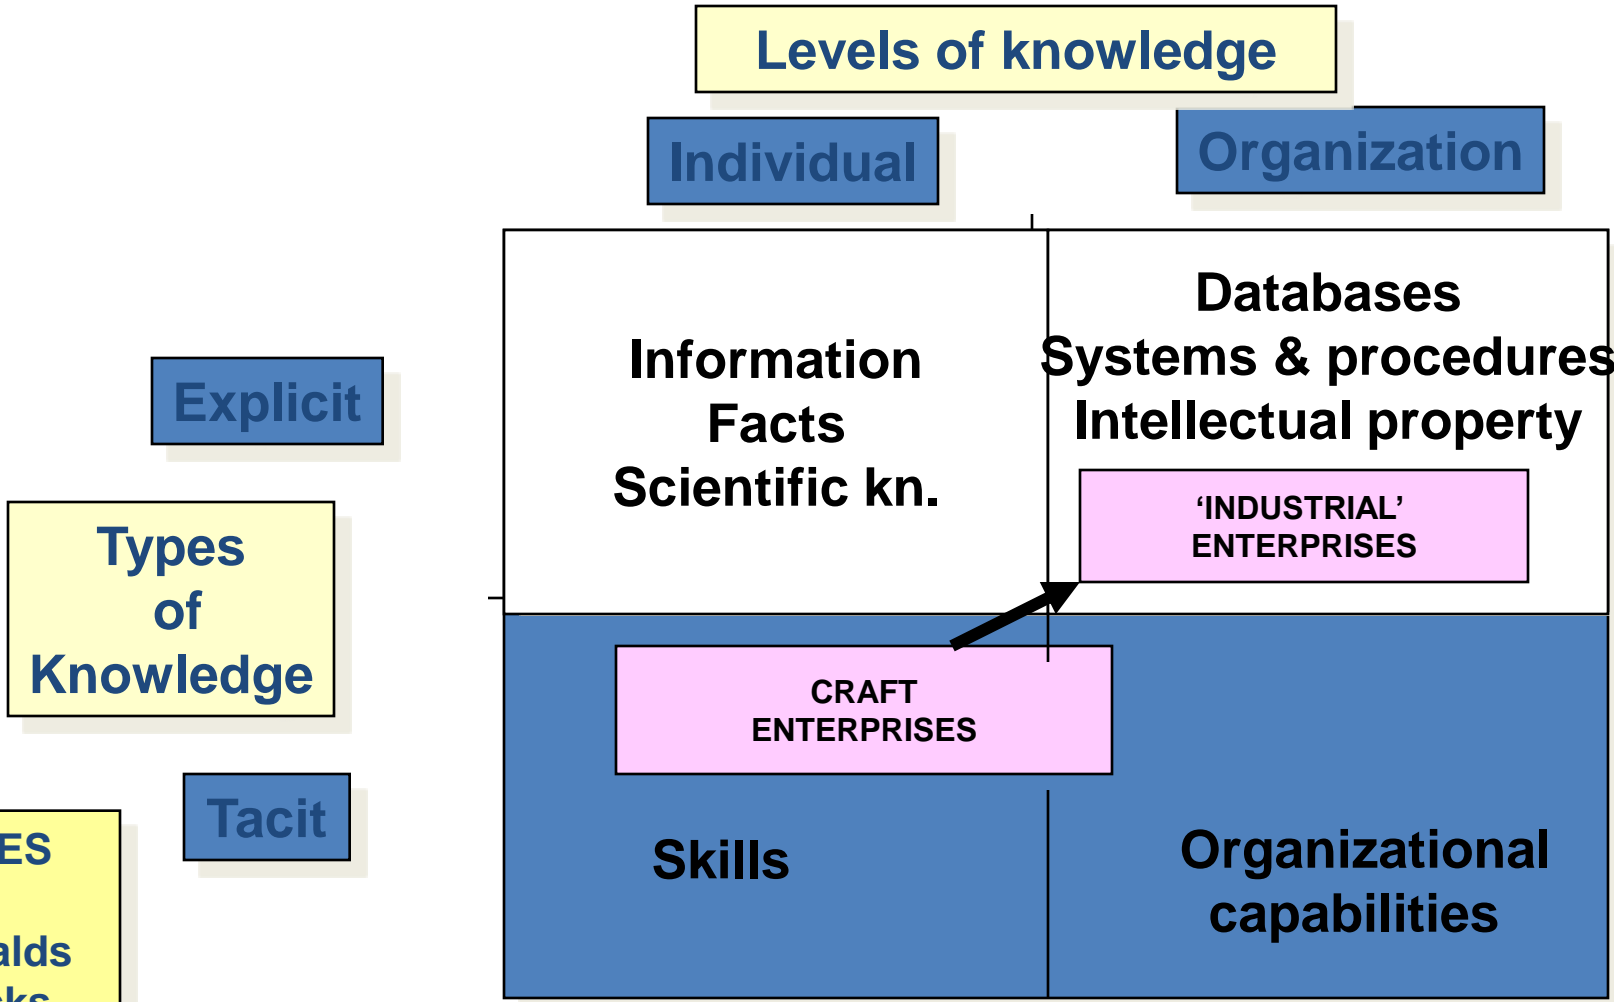 Levels of knowledge
Individual
Organization
Information
Facts
Scientific kn.
Databases
Systems & procedures
Intellectual property
Explicit
‘INDUSTRIAL’
ENTERPRISES
Types
of
Knowledge
CRAFT
ENTERPRISES
Tacit
Skills
Organizational
capabilities
ES
alds